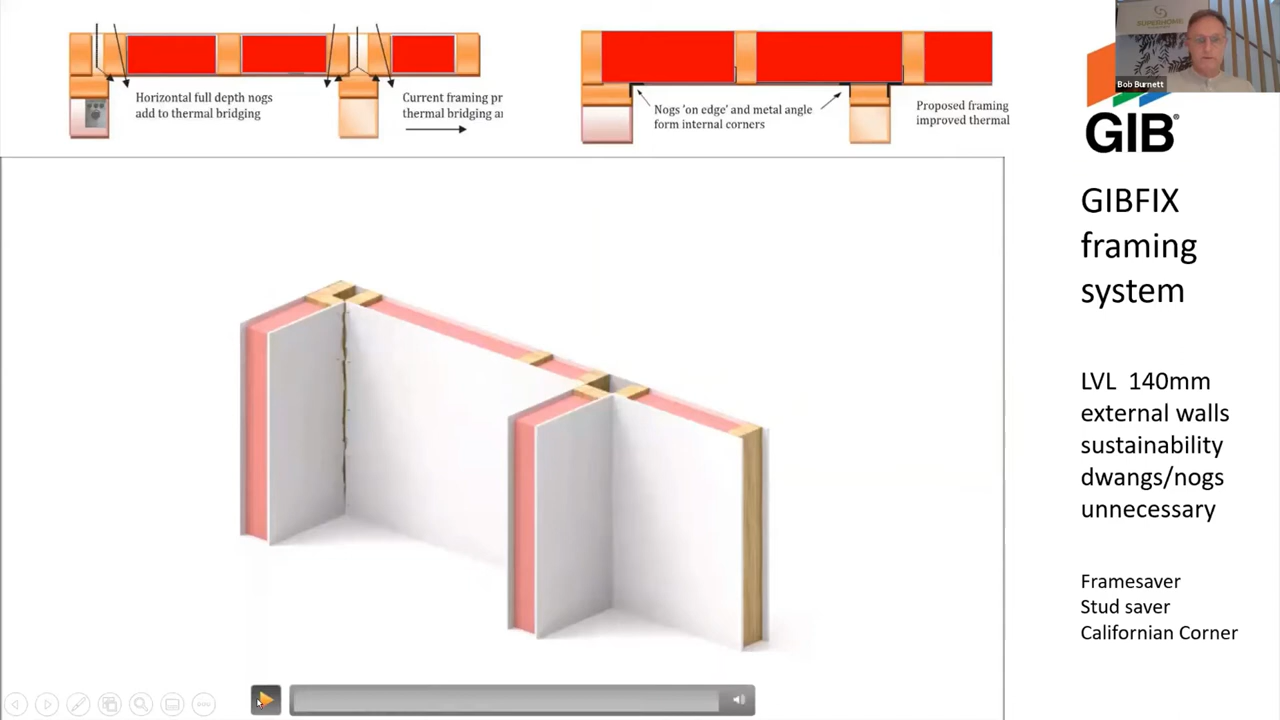 Horizontal full depth nogs
add to thermal bridging
Current framing pr
thermal bridging a
Nogs 'on edge' and metal angle
form internal corners
Proposed framing
improved thermal
SUPERHOME
Bob Burnett
GIB®
GIBFIX
framing
system
LVL 140mm
external walls
sustainability
dwangs/nogs
unnecessary
Framesaver
Stud saver
Californian Corner